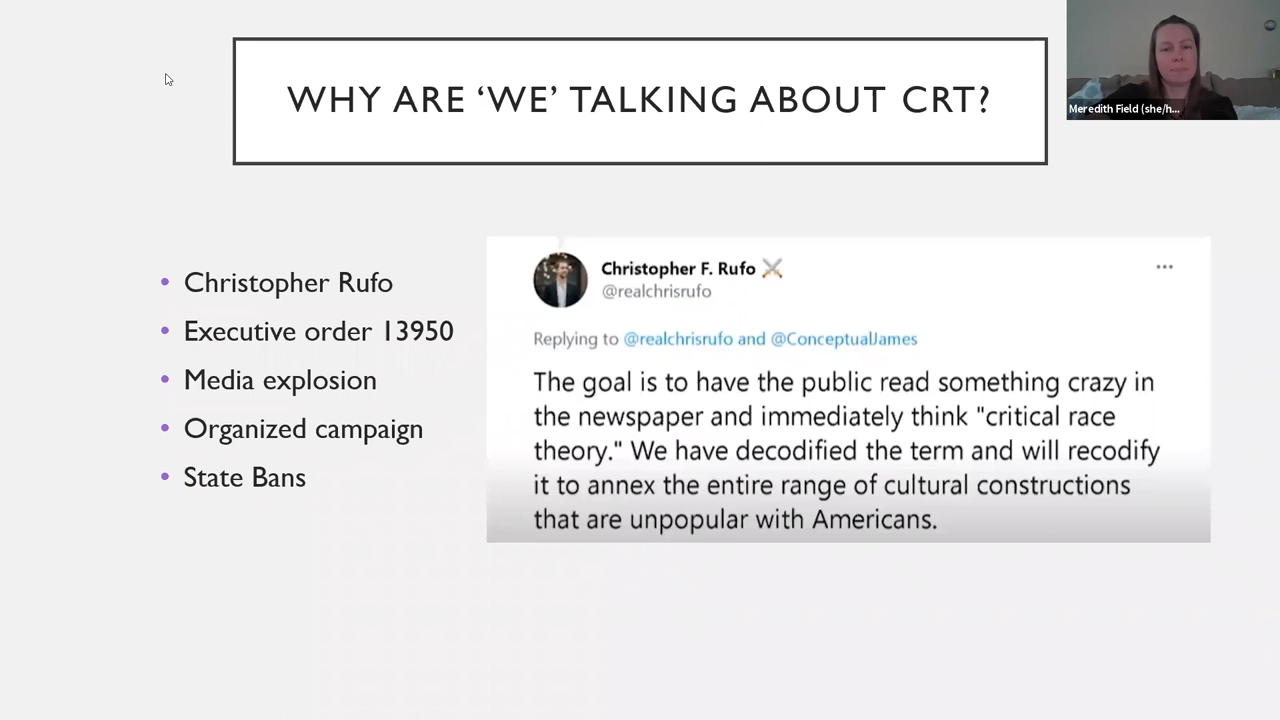 WHY ARE ‘WE’ TALKING ABOUT CRT?
Meredith Field (she/h...
• Christopher Rufo
• Executive order 13950
• Media explosion
• Organized campaign
• State Bans
Christopher F. Rufo ⚔
@realchrisrufo
Replying to @realchrisrufo and @ConceptualJames
The goal is to have the public read something crazy in
the newspaper and immediately think "critical race
theory." We have decodified the term and will recodify
it to annex the entire range of cultural constructions
that are unpopular with Americans.